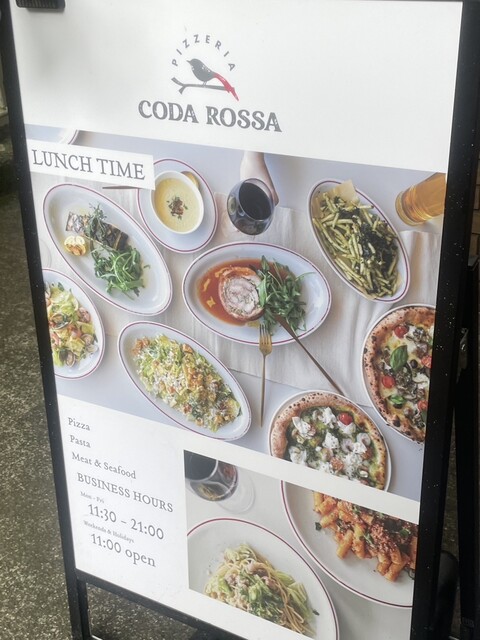 PIZZERIA
CODA ROSSA
LUNCH TIME
Pizza
Pasta
Meat & Seafood
BUSINESS HOURS
Mon - Fri
11:30 - 21:00
Weekends & Holidays
11:00 open